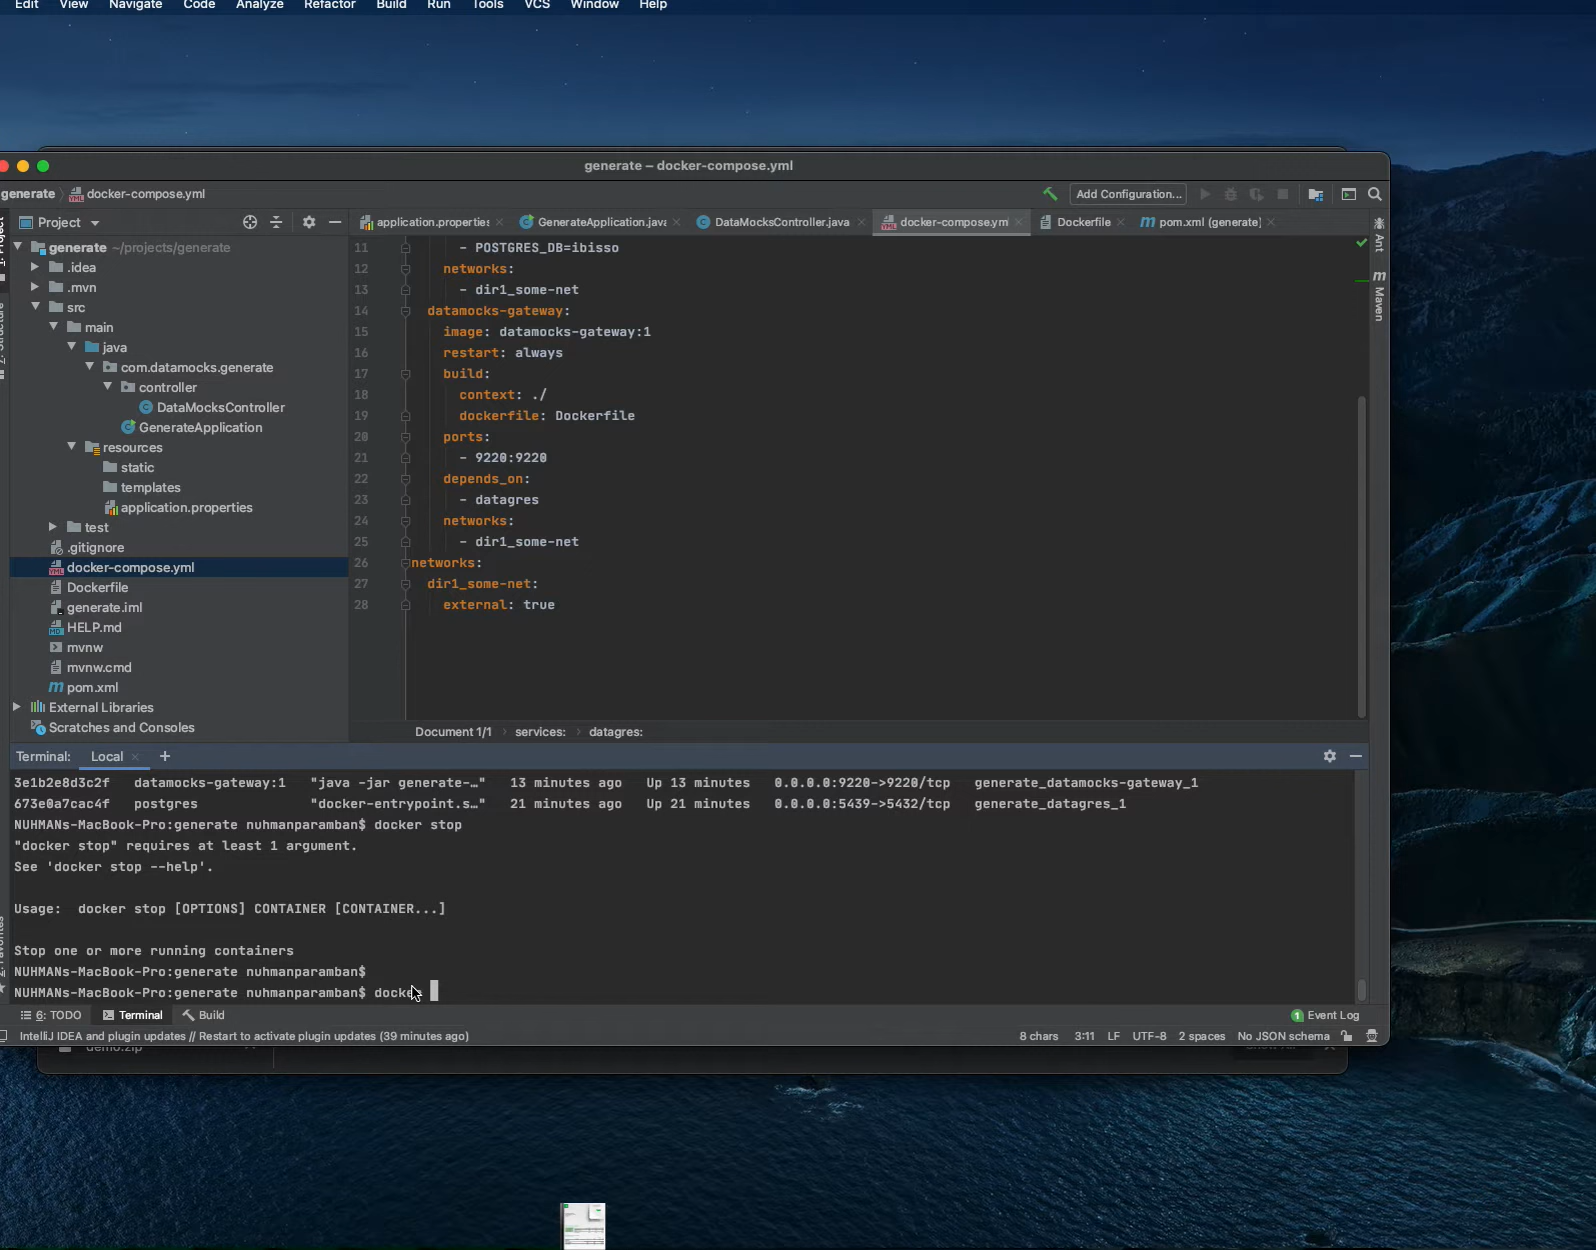 Edit View Navigate Code Analyze Refactor Build Run Tools VCS Window Help
generate – docker-compose.yml
generate docker-compose.yml
Add Configuration...
Project
application.properties GenerateApplication.java DataMocksController.java docker-compose.yml Dockerfile pom.xml (generate)
generate ~/projects/generate
.idea
.mvn
src
main
java
com.datamocks.generate
controller
DataMocksController
GenerateApplication
resources
static
templates
application.properties
test
.gitignore
docker-compose.yml
Dockerfile
generate.iml
HELP.md
mvnw
mvnw.cmd
pom.xml
External Libraries
Scratches and Consoles
11 - POSTGRES_DB=ibisso
12 networks:
13 - dir1_some-net
14 datamocks-gateway:
15 image: datamocks-gateway:1
16 restart: always
17 build:
18 context: ./
19 dockerfile: Dockerfile
20 ports:
21 - 9220:9220
22 depends_on:
23 - datagres
24 networks:
25 - dir1_some-net
26 networks:
27 dir1_some-net:
28 external: true
Ant
Maven
Document 1/1 services: datagres:
Terminal: Local
3e1b2e8d3c2f datamocks-gateway:1 "java -jar generate-…" 13 minutes ago Up 13 minutes 0.0.0.0:9220->9220/tcp generate_datamocks-gateway_1
673e0a7cac4f postgres "docker-entrypoint.s…" 21 minutes ago Up 21 minutes 0.0.0.0:5439->5432/tcp generate_datagres_1
NUHMANs-MacBook-Pro:generate nuhmanparamban$ docker stop
"docker stop" requires at least 1 argument.
See 'docker stop --help'.
Usage: docker stop [OPTIONS] CONTAINER [CONTAINER...]
Stop one or more running containers
NUHMANs-MacBook-Pro:generate nuhmanparamban$
NUHMANs-MacBook-Pro:generate nuhmanparamban$ docker
6: TODO Terminal Build 1 Event Log
IntelliJ IDEA and plugin updates // Restart to activate plugin updates (39 minutes ago) 8 chars 3:11 LF UTF-8 2 spaces No JSON schema
demo.zip